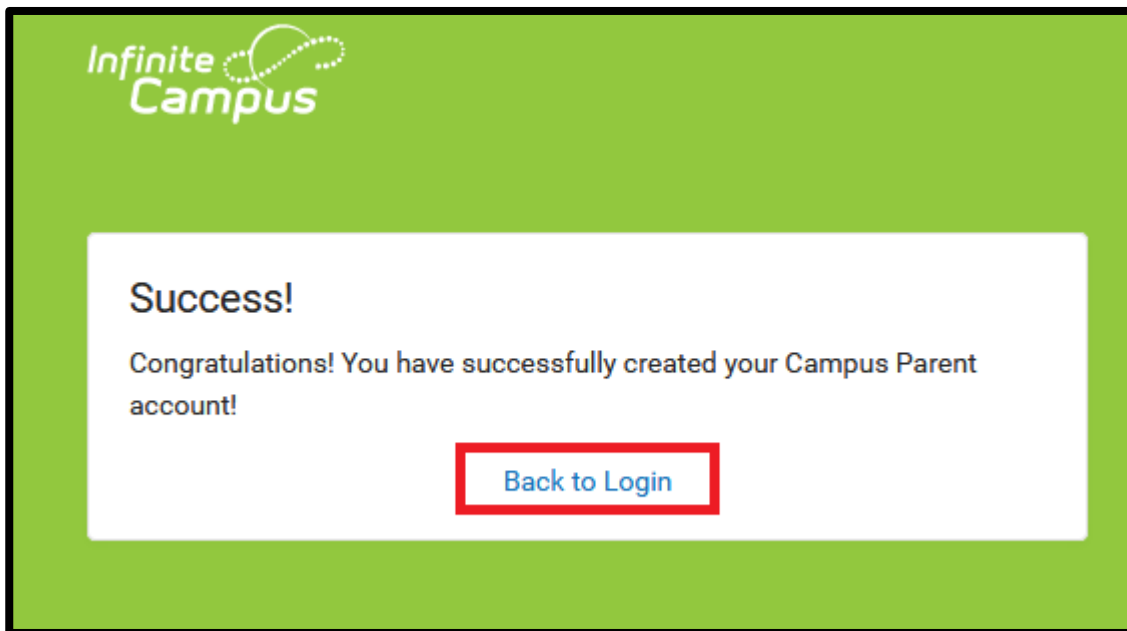 Infinite
Campus
Success!
Congratulations! You have successfully created your Campus Parent
account!
Back to Login